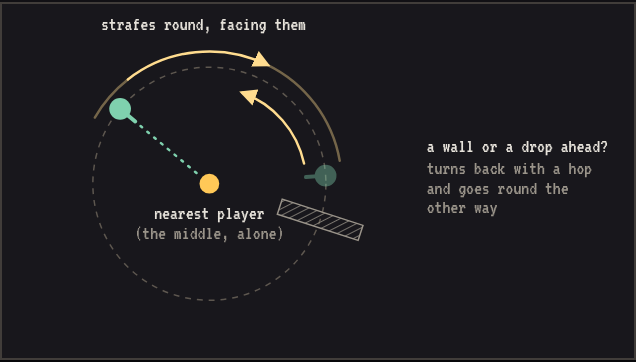 strafes round, facing them
a wall or a drop ahead?
turns back with a hop
and goes round the
other way
nearest player
(the middle, alone)